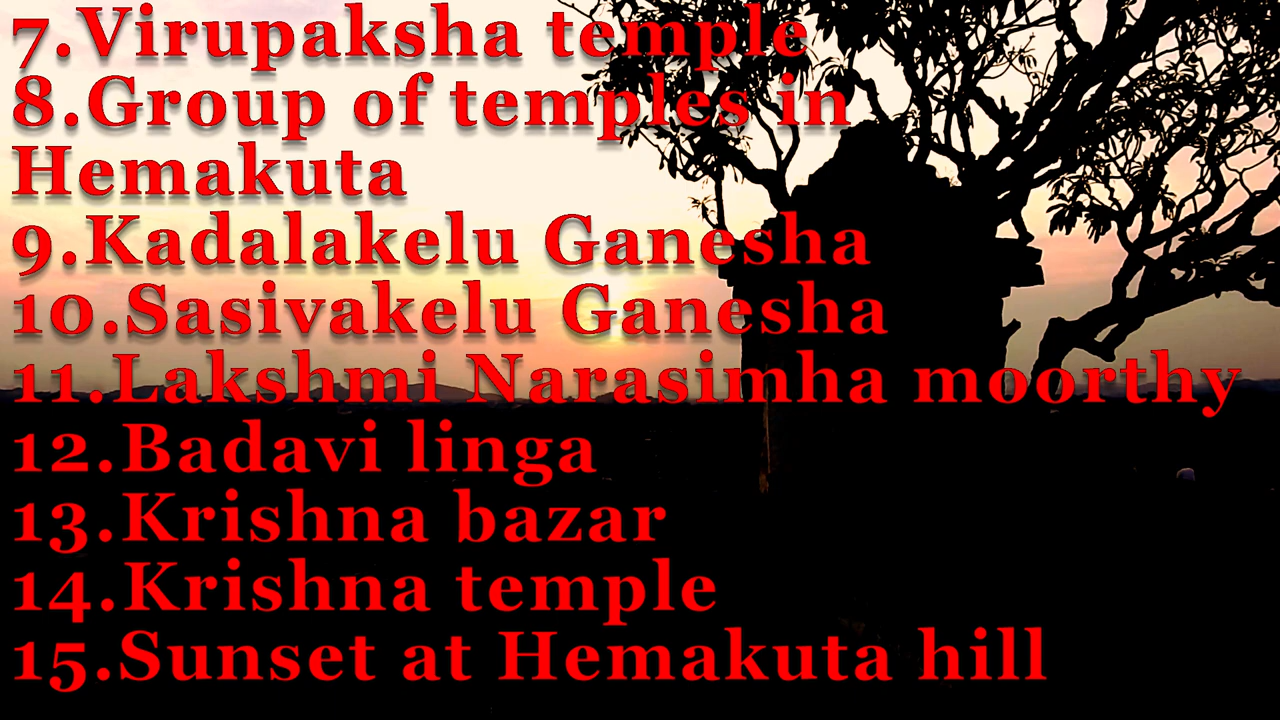 7.Virupaksha temple
8.Group of temples in
Hemakuta
9.Kadalakelu Ganesha
10.Sasivakelu Ganesha
11.Lakshmi Narasimha moorthy
12.Badavi linga
13.Krishna bazar
14.Krishna temple
15.Sunset at Hemakuta hill